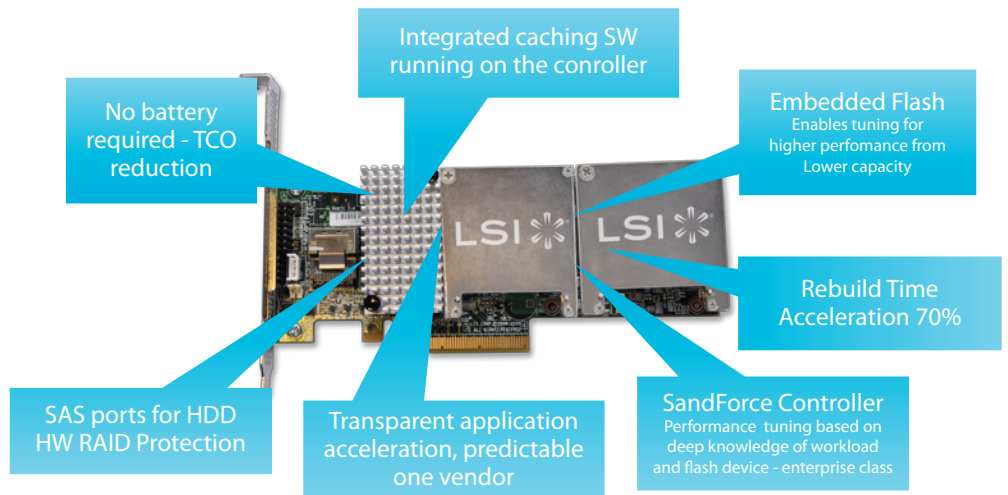 Integrated caching SW
running on the conroller
No battery
required - TCO
reduction
Embedded Flash
Enables tuning for
higher perfomance from
Lower capacity
LSI
LSI
Rebuild Time
Acceleration 70%
SAS ports for HDD
HW RAID Protection
Transparent application
acceleration, predictable
one vendor
SandForce Controller
Performance tuning based on
deep knowledge of workload
and flash device - enterprise class